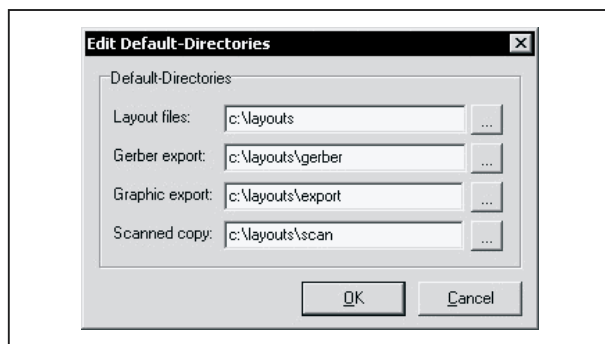 Edit Default-Directories
Default-Directories
Layout files: c:\layouts ...
Gerber export: c:\layouts\gerber ...
Graphic export: c:\layouts\export ...
Scanned copy: c:\layouts\scan ...
OK Cancel